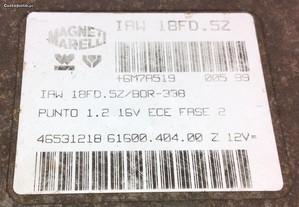 MAGNETI
MARELLI
IAW 18FD.5Z
+6M7A519 005 99
IAW 18FD.5Z/BOR-338
PUNTO 1.2 16V ECE FASE 2
46531218 61600.404.00 Z 12V=